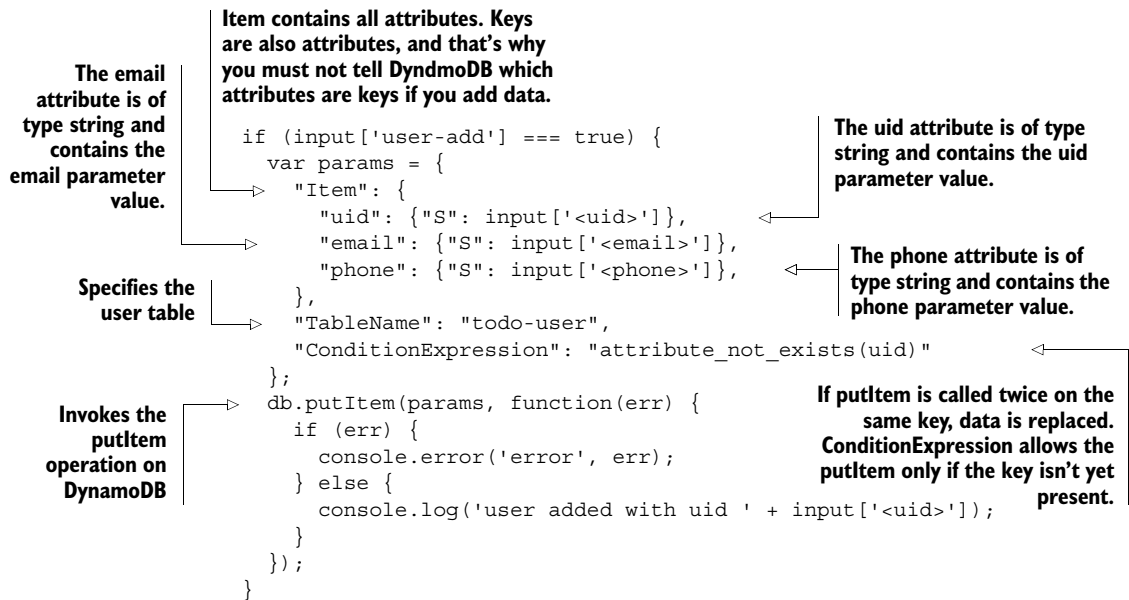 Item contains all attributes. Keys
are also attributes, and that's why
you must not tell DyndmoDB which
attributes are keys if you add data.
The email
attribute is of
type string and
contains the
email parameter
value.
if (input['user-add'] === true) {
var params = {
"Item": {
"uid": {"S": input['<uid>']},
"email": {"S": input['<email>']},
"phone": {"S": input['<phone>']},
},
"TableName": "todo-user",
"ConditionExpression": "attribute_not_exists(uid)"
};
db.putItem(params, function(err) {
if (err) {
console.error('error', err);
} else {
console.log('user added with uid ' + input['<uid>']);
}
});
}
The uid attribute is of type
string and contains the uid
parameter value.
The phone attribute is of
type string and contains the
phone parameter value.
Specifies the
user table
Invokes the
putItem
operation on
DynamoDB
If putItem is called twice on the
same key, data is replaced.
ConditionExpression allows the
putItem only if the key isn't yet
present.